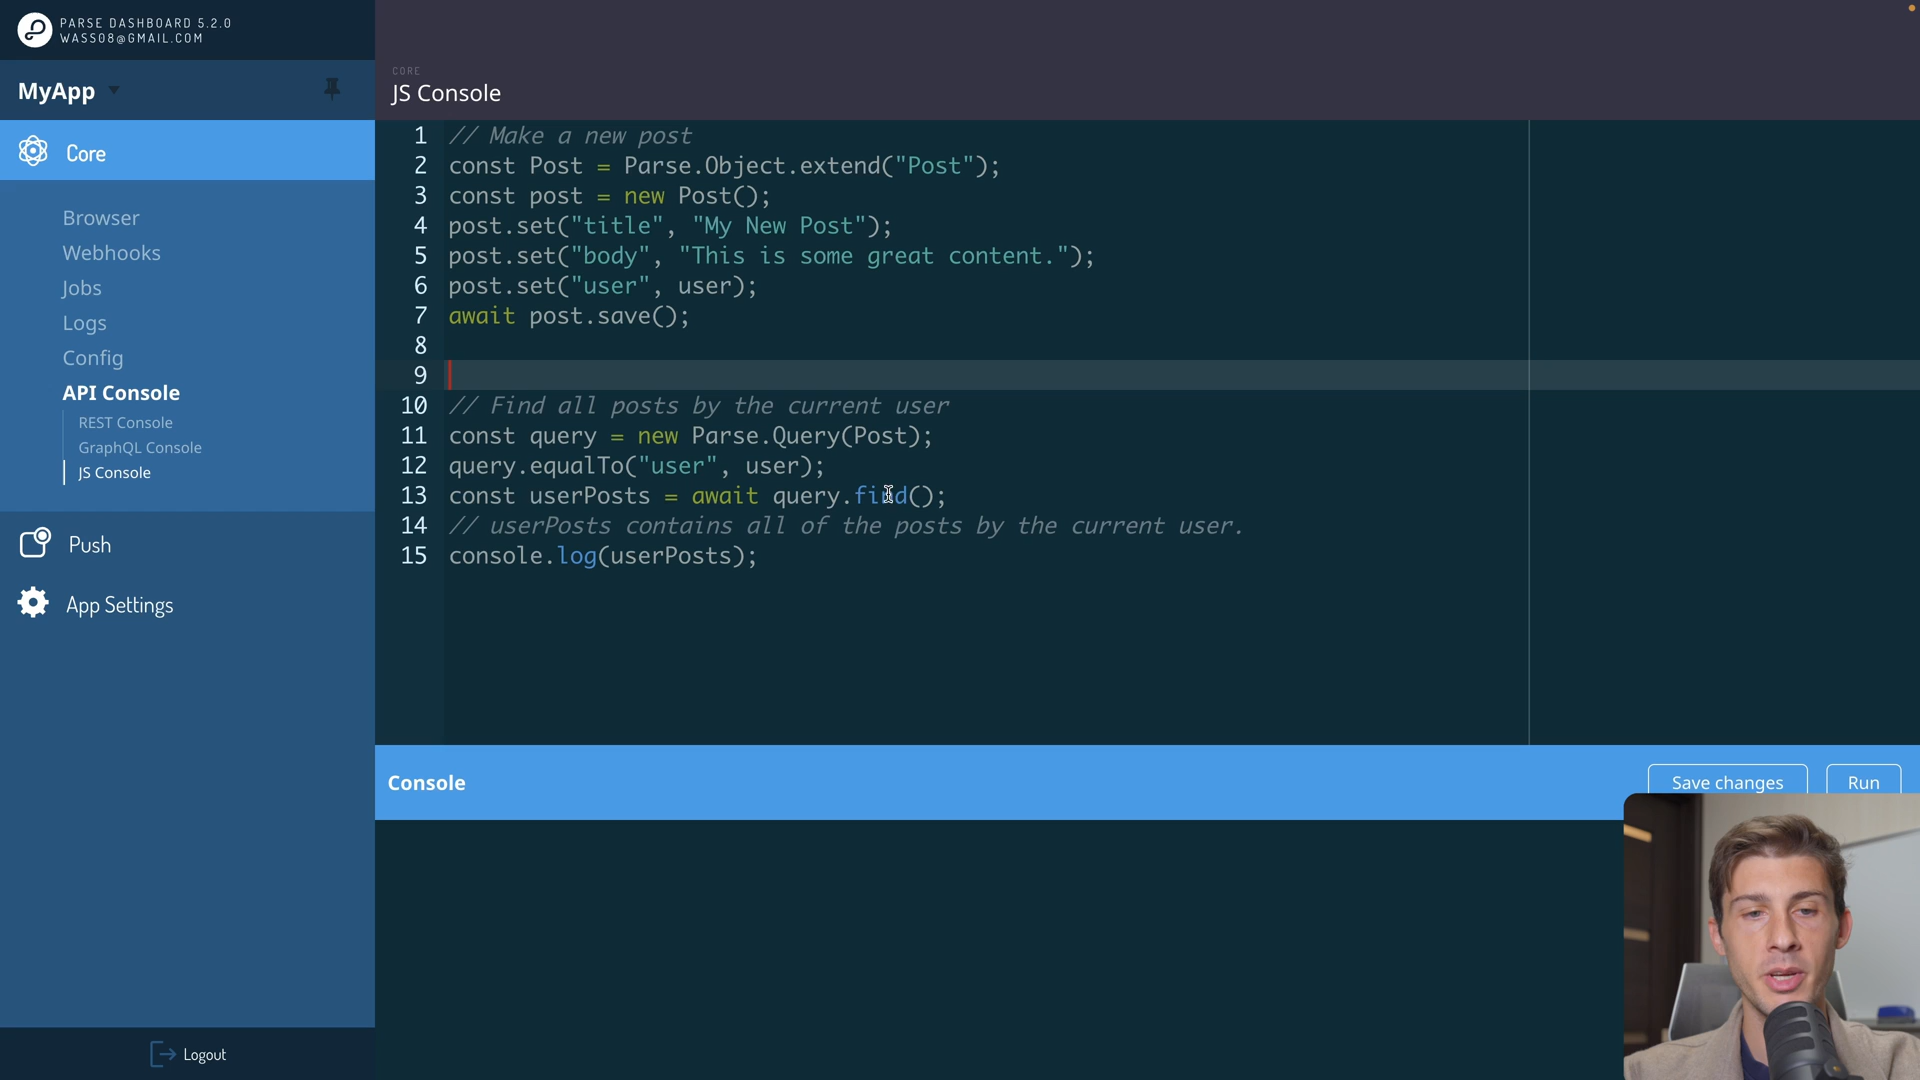 PARSE DASHBOARD 5.2.0
WASS08@GMAIL.COM
MyApp
Core
Browser
Webhooks
Jobs
Logs
Config
API Console
REST Console
GraphQL Console
JS Console
Push
App Settings
Logout
CORE
JS Console
1 // Make a new post
2 const Post = Parse.Object.extend("Post");
3 const post = new Post();
4 post.set("title", "My New Post");
5 post.set("body", "This is some great content.");
6 post.set("user", user);
7 await post.save();
8
9
10 // Find all posts by the current user
11 const query = new Parse.Query(Post);
12 query.equalTo("user", user);
13 const userPosts = await query.find();
14 // userPosts contains all of the posts by the current user.
15 console.log(userPosts);
Console
Save changes
Run